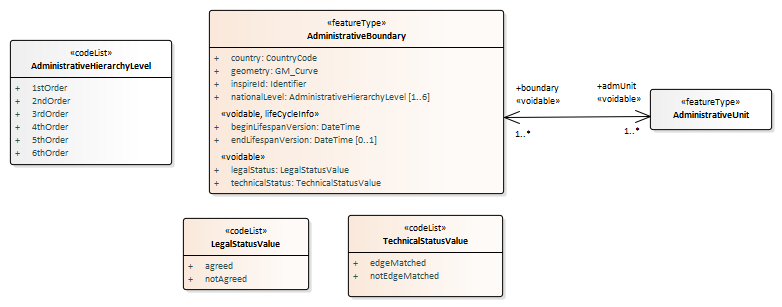 «codeList»
AdministrativeHierarchyLevel
+ 1stOrder
+ 2ndOrder
+ 3rdOrder
+ 4thOrder
+ 5thOrder
+ 6thOrder
«featureType»
AdministrativeBoundary
+ country: CountryCode
+ geometry: GM_Curve
+ inspireId: Identifier
+ nationalLevel: AdministrativeHierarchyLevel [1..6]
«voidable, lifeCycleInfo»
+ beginLifespanVersion: DateTime
+ endLifespanVersion: DateTime [0..1]
«voidable»
+ legalStatus: LegalStatusValue
+ technicalStatus: TechnicalStatusValue
+boundary
«voidable»
1..*
+admUnit
«voidable»
1..*
«featureType»
AdministrativeUnit
«codeList»
LegalStatusValue
+ agreed
+ notAgreed
«codeList»
TechnicalStatusValue
+ edgeMatched
+ notEdgeMatched